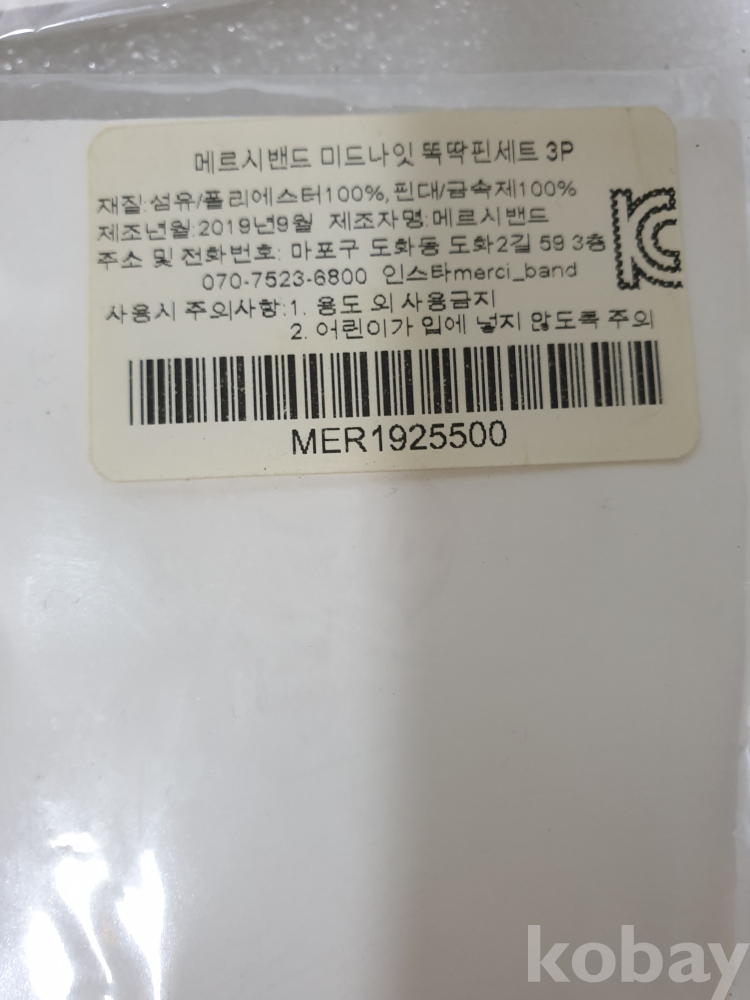 메르시밴드 미드나잇 똑딱핀세트 3P
재질:섬유/폴리에스터100%,핀대/금속제100%
제조년월:2019년9월 제조자명:메르시밴드
주소 및 전화번호: 마포구 도화동 도화2길 59 3층
070-7523-6800 인스타merci_band
사용시 주의사항:1. 용도 외 사용금지
2. 어린이가 입에 넣지 않도록 주의
MER1925500
kobay